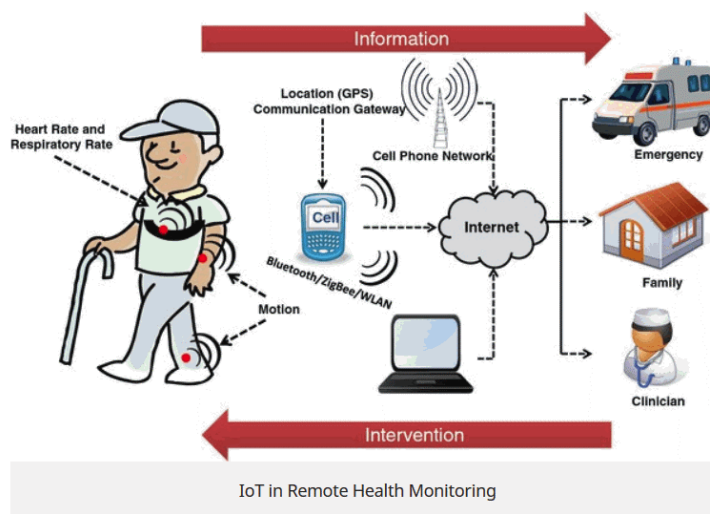 Information
Location (GPS)
Communication Gateway
Heart Rate and
Respiratory Rate
Cell Phone Network
Emergency
Cell
Internet
Bluetooth/ZigBee/WLAN
Family
Motion
Clinician
Intervention
IoT in Remote Health Monitoring